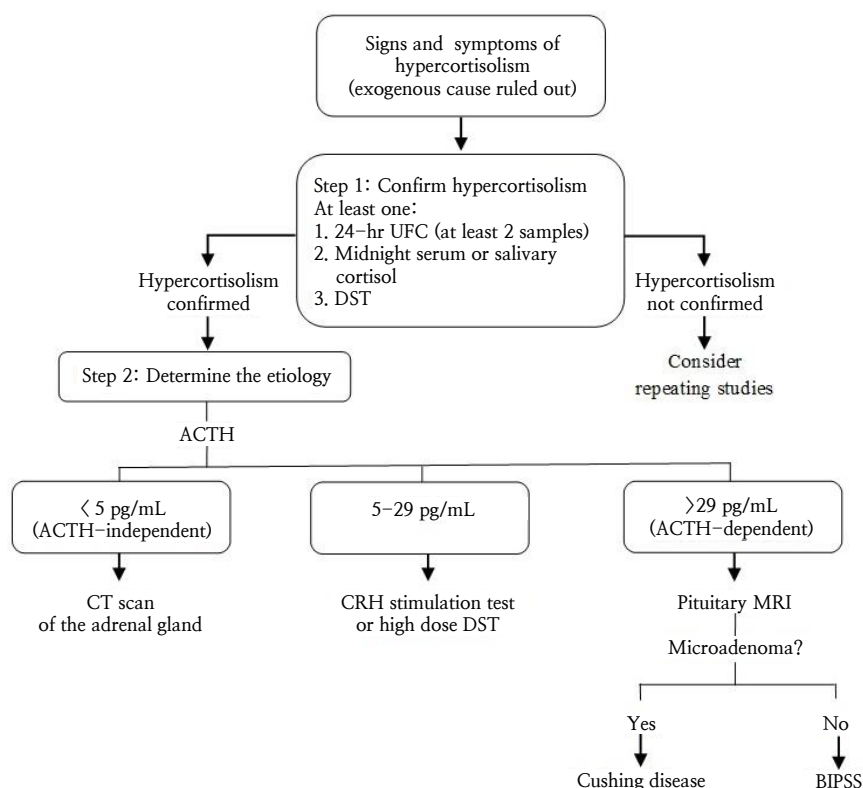 Signs and symptoms of
hypercortisolism
(exogenous cause ruled out)
Step 1: Confirm hypercortisolism
At least one:
1. 24-hr UFC (at least 2 samples)
2. Midnight serum or salivary
cortisol
3. DST
Hypercortisolism
confirmed
Hypercortisolism
not confirmed
Consider
repeating studies
Step 2: Determine the etiology
ACTH
< 5 pg/mL
(ACTH-independent)
5-29 pg/mL
>29 pg/mL
(ACTH-dependent)
CT scan
of the adrenal gland
CRH stimulation test
or high dose DST
Pituitary MRI
Microadenoma?
Yes
No
Cushing disease
BIPSS